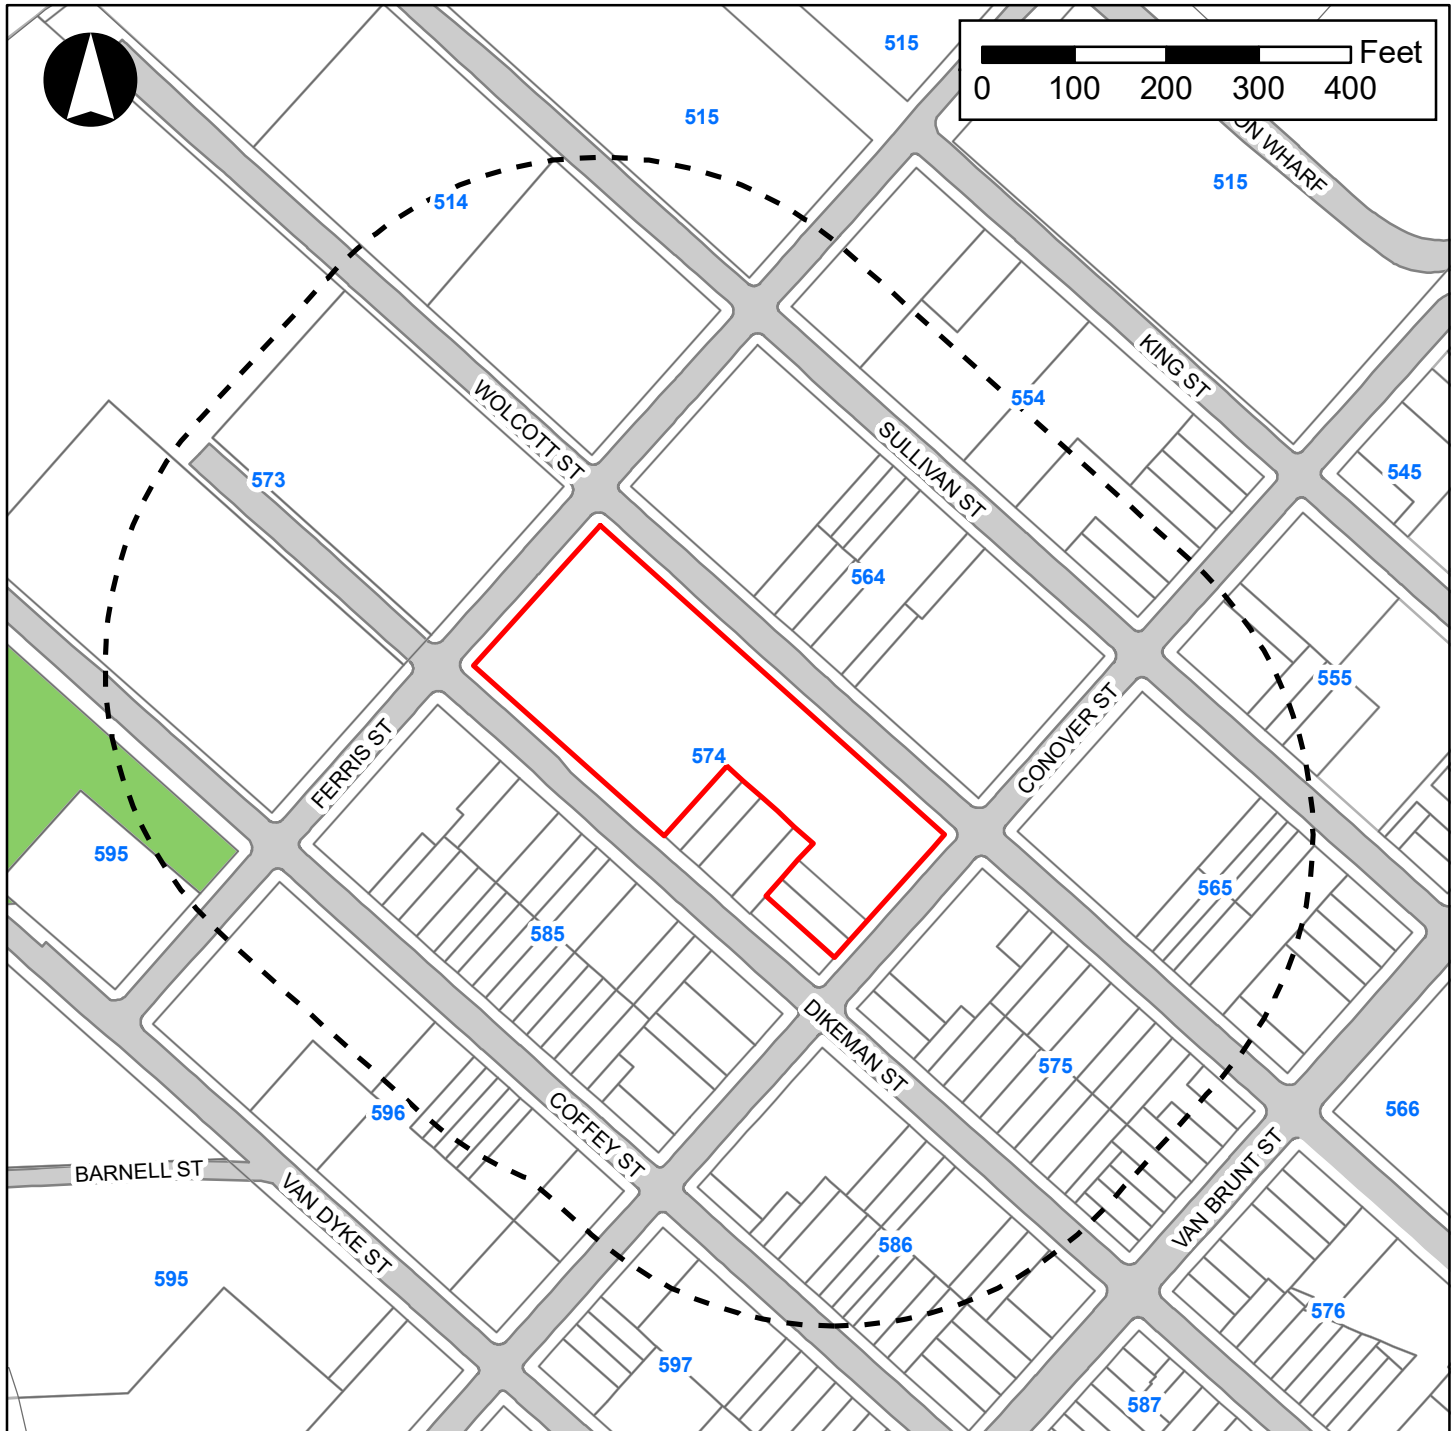 515
Feet
0 100 200 300 400
515
ON WHARF
515
514
KING ST
WOLCOTT ST
554
SULLIVAN ST
545
573
564
555
CONOVER ST
FERRIS ST
574
595
565
585
DIKEMAN ST
575
596
COFFEY ST
566
BARNELL ST
VAN DYKE ST
VAN BRUNT ST
586
595
576
597
587